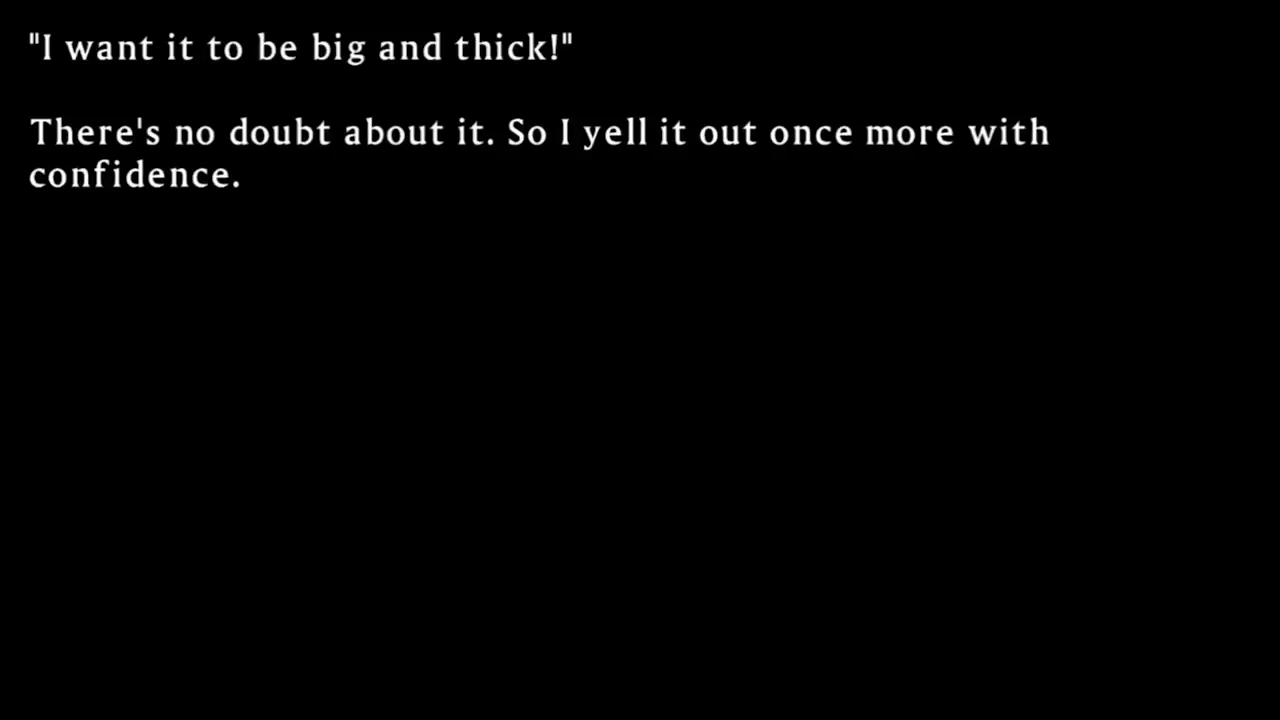 "I want it to be big and thick!"
There's no doubt about it. So I yell it out once more with
confidence.